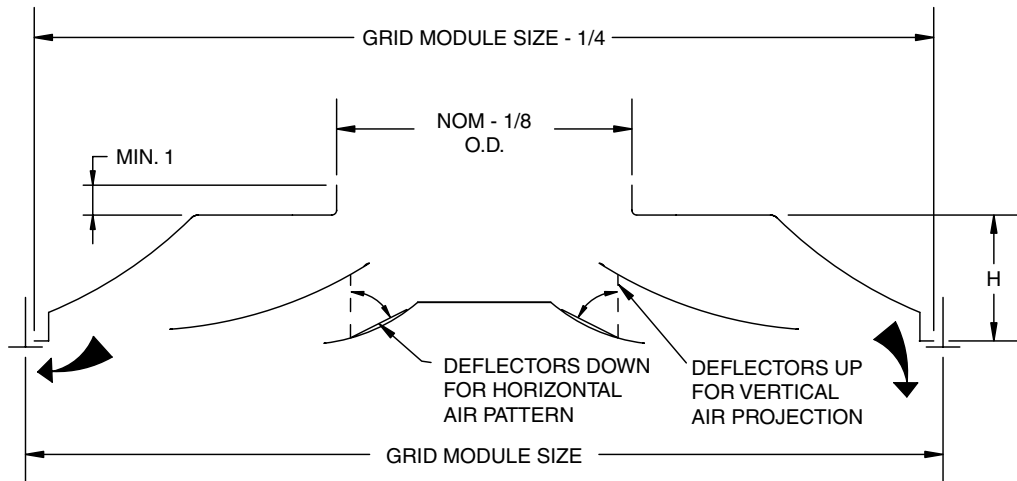 GRID MODULE SIZE - 1/4
NOM - 1/8
O.D.
MIN. 1
H
DEFLECTORS DOWN
FOR HORIZONTAL
AIR PATTERN
DEFLECTORS UP
FOR VERTICAL
AIR PROJECTION
GRID MODULE SIZE